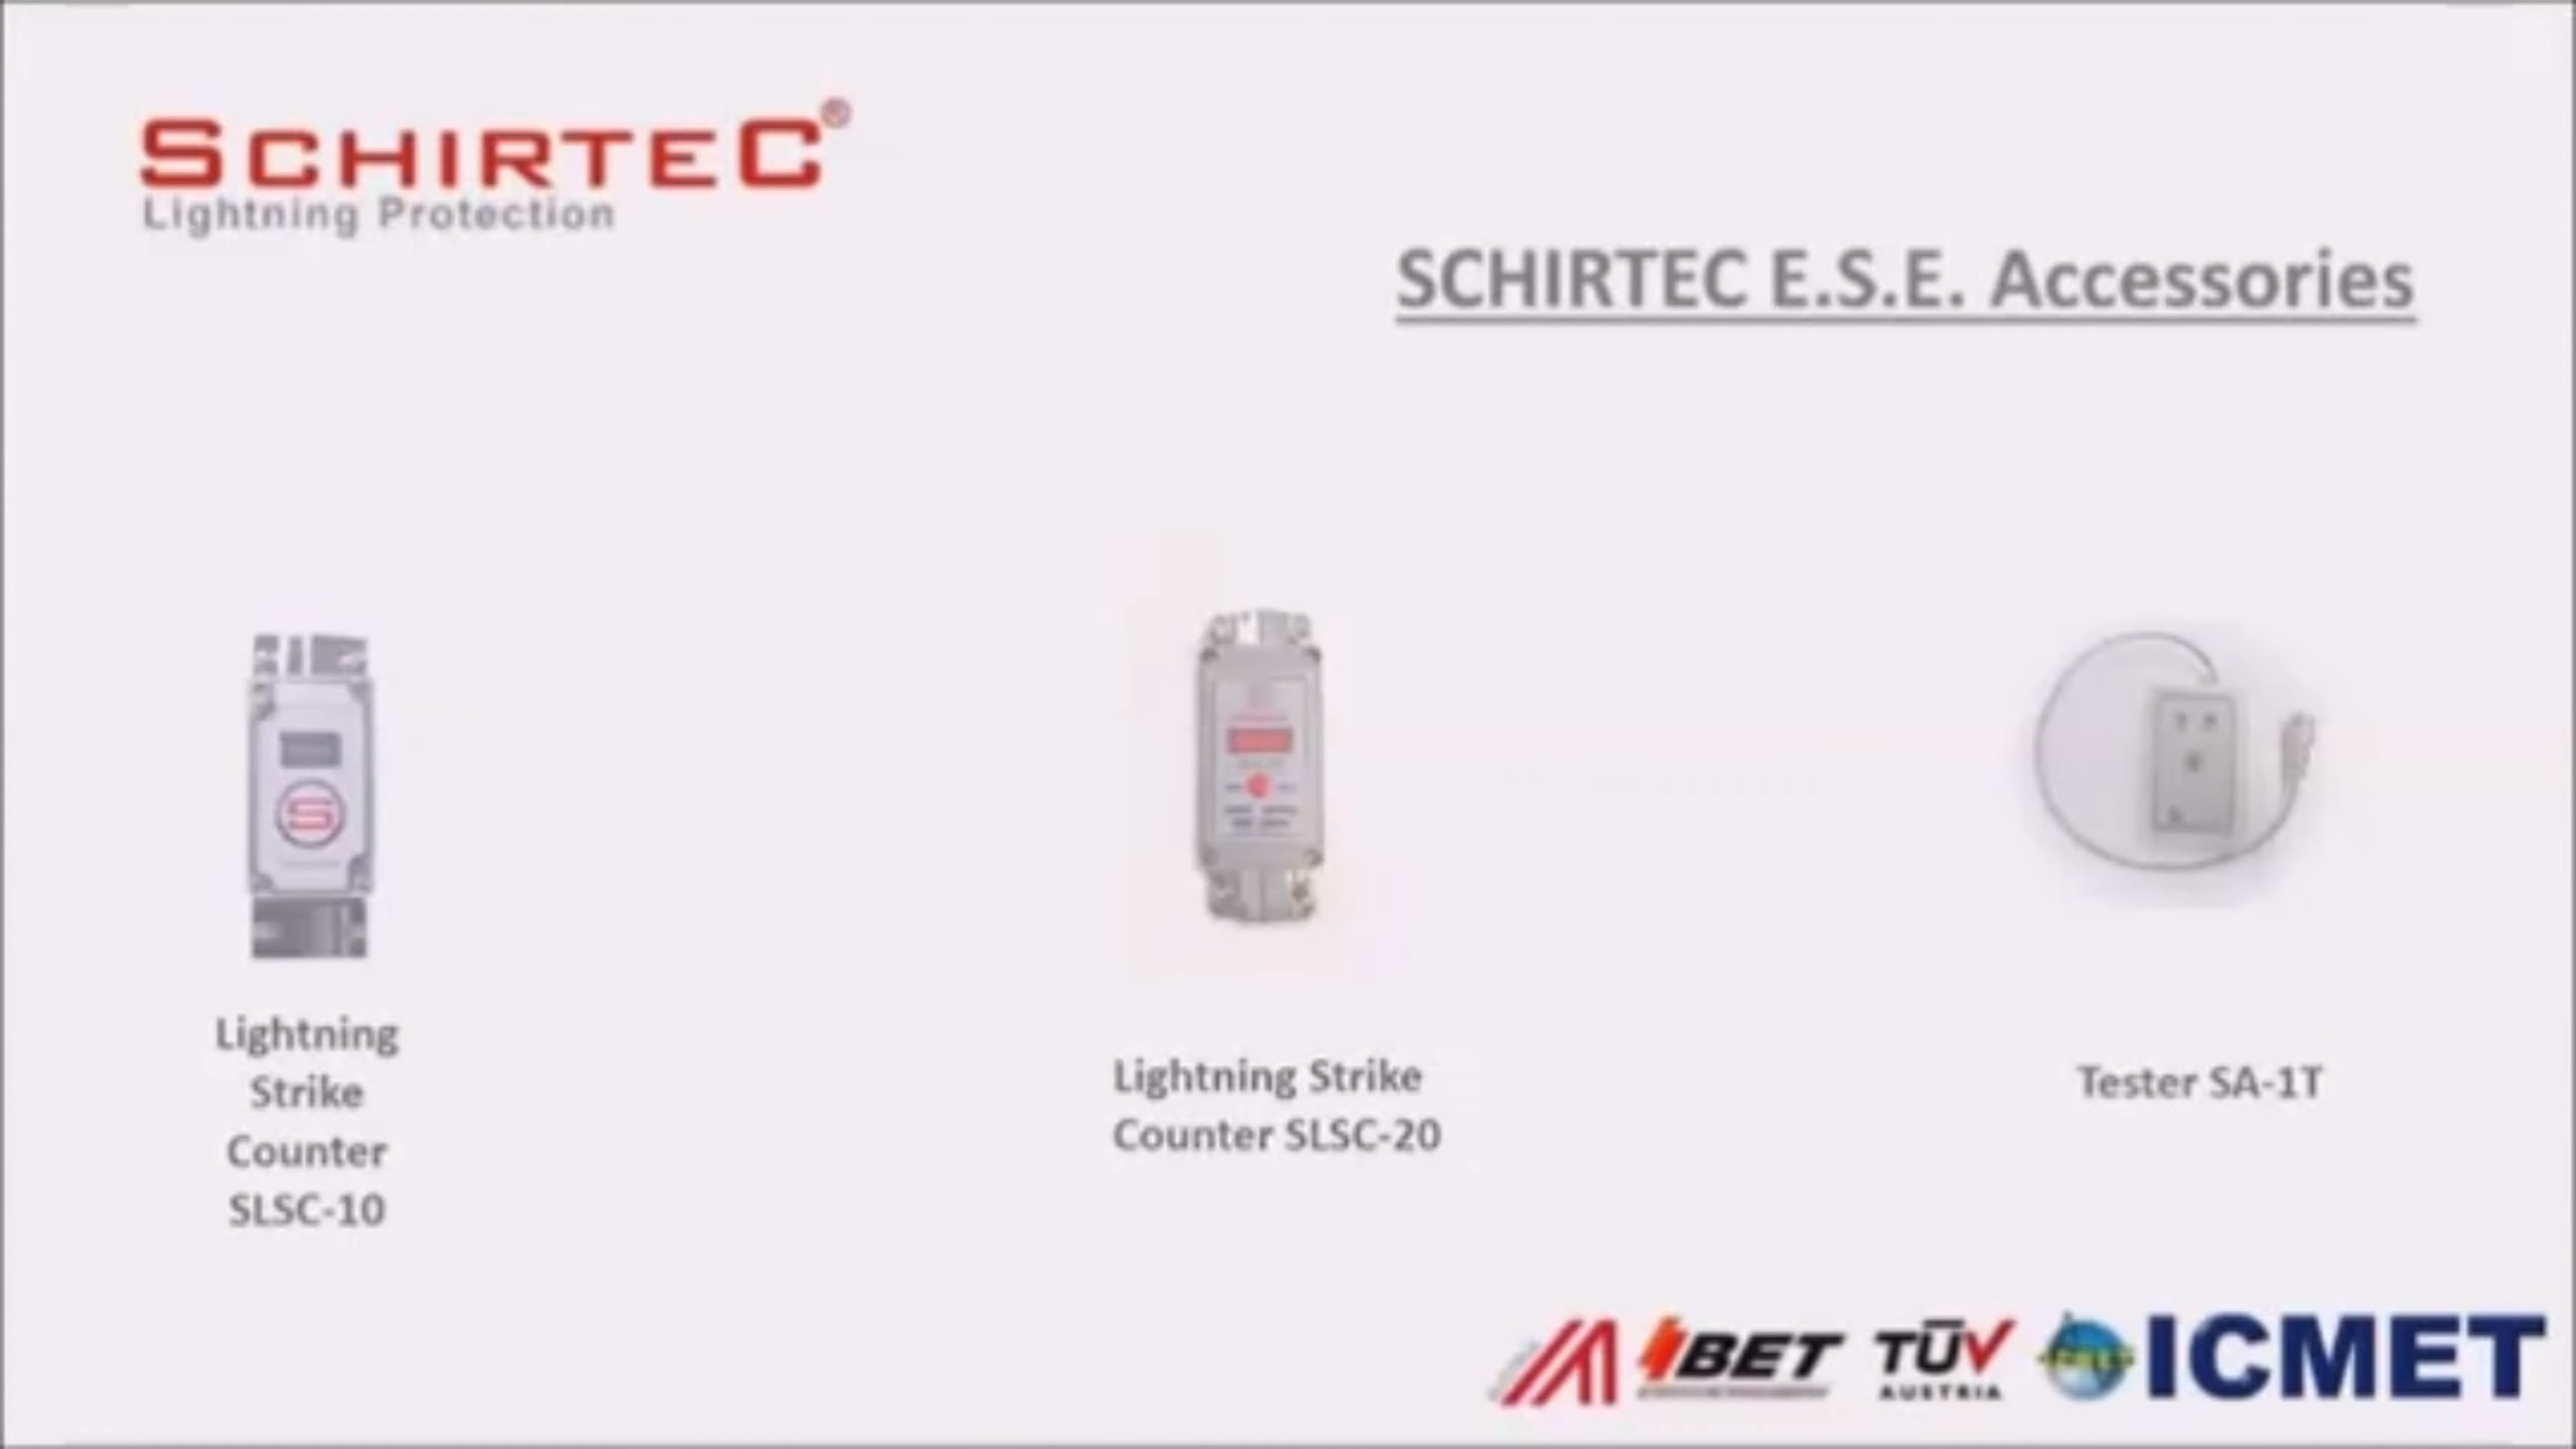 SCHIRTEC®
Lightning Protection
SCHIRTEC E.S.E. Accessories
S
Lightning
Strike
Counter
SLSC-10
Lightning Strike
Counter SLSC-20
Tester SA-1T
BET
TÜV
AUSTRIA
ICMET